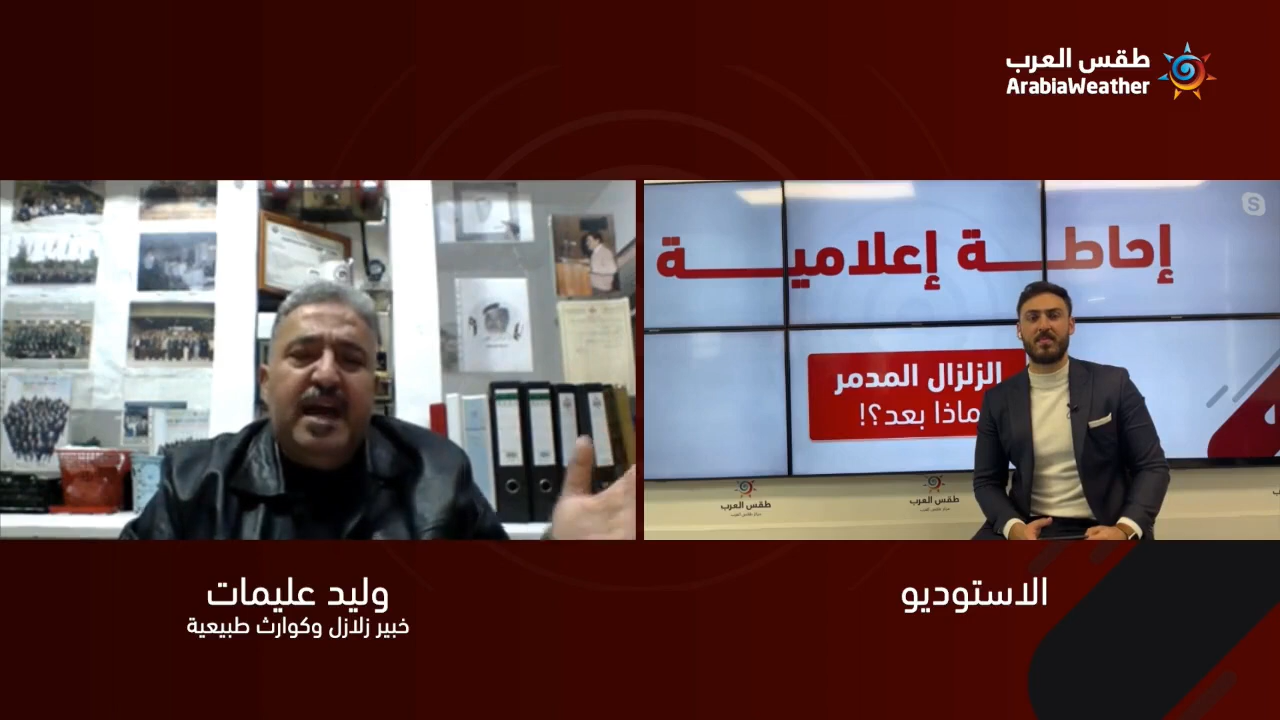 طقس العرب
ArabiaWeather
إحاطـــة إعلاميـــــة
الزلزال المدمر
ماذا بعد؟!
طقس العرب
طقس العرب
الاستوديو
وليد عليمات
خبير زلازل وكوارث طبيعية